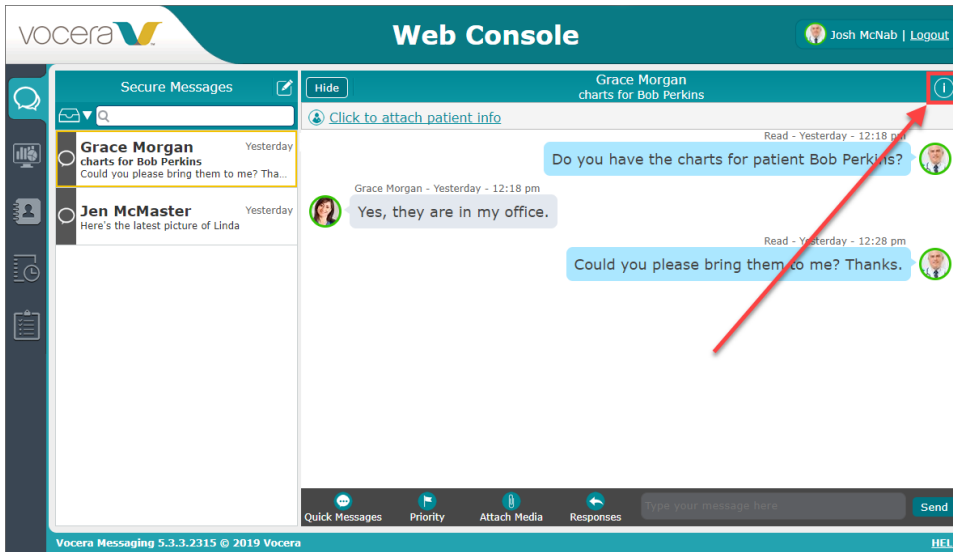 vocera
Web Console
Josh McNab | Logout
Secure Messages
Hide
Grace Morgan
charts for Bob Perkins
Click to attach patient info
Grace Morgan Yesterday
charts for Bob Perkins
Could you please bring them to me? Tha...
Jen McMaster Yesterday
Here's the latest picture of Linda
Read - Yesterday - 12:18 pm
Do you have the charts for patient Bob Perkins?
Grace Morgan - Yesterday - 12:18 pm
Yes, they are in my office.
Read - Yesterday - 12:28 pm
Could you please bring them to me? Thanks.
Quick Messages
Priority
Attach Media
Responses
Type your message here
Send
Vocera Messaging 5.3.3.2315 © 2019 Vocera
HEL